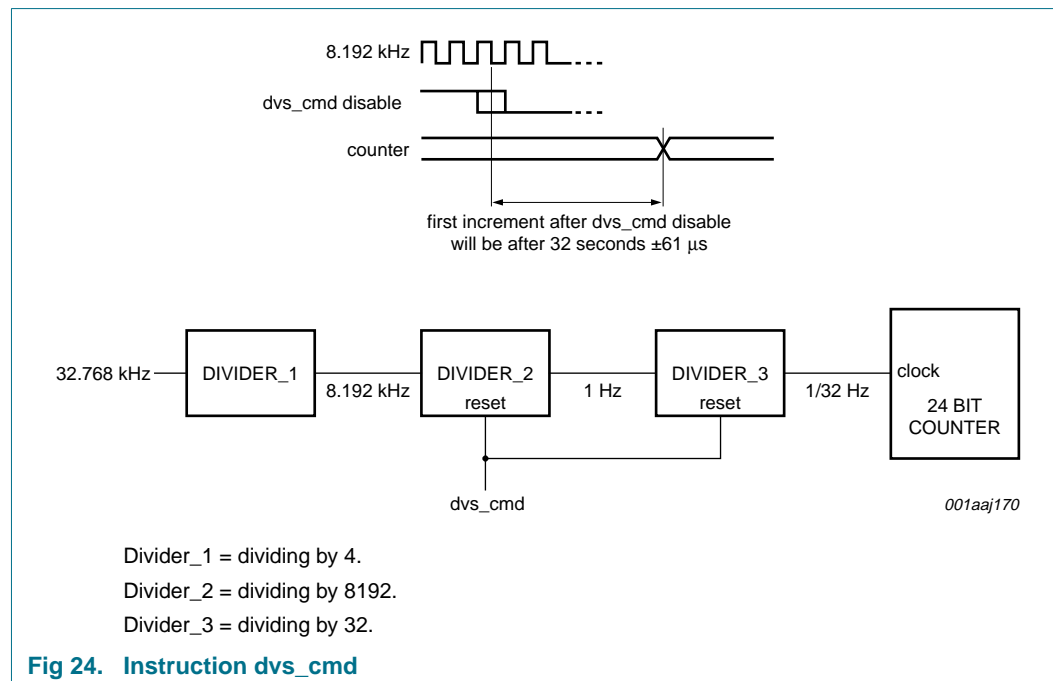 8.192 kHz
dvs_cmd disable
counter
first increment after dvs_cmd disable
will be after 32 seconds ±61 μs
32.768 kHz
DIVIDER_1
8.192 kHz
DIVIDER_2
reset
1 Hz
DIVIDER_3
reset
1/32 Hz
clock
24 BIT
COUNTER
dvs_cmd
001aaj170
Divider_1 = dividing by 4.
Divider_2 = dividing by 8192.
Divider_3 = dividing by 32.
Fig 24. Instruction dvs_cmd